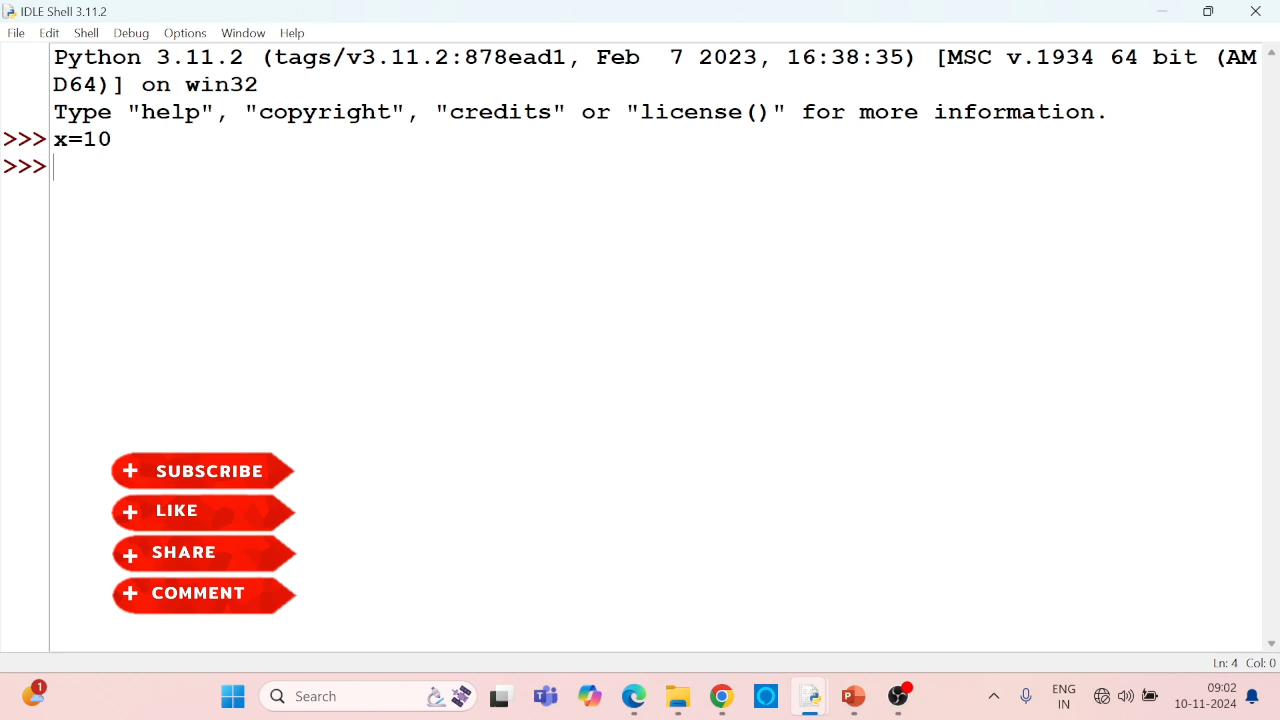 IDLE Shell 3.11.2
File Edit Shell Debug Options Window Help
Python 3.11.2 (tags/v3.11.2:878ead1, Feb  7 2023, 16:38:35) [MSC v.1934 64 bit (AM
D64)] on win32
Type "help", "copyright", "credits" or "license()" for more information.
>>> x=10
>>>
+ SUBSCRIBE
+ LIKE
+ SHARE
+ COMMENT
Ln: 4 Col: 0
1
Search
ENG
IN
09:02
10-11-2024